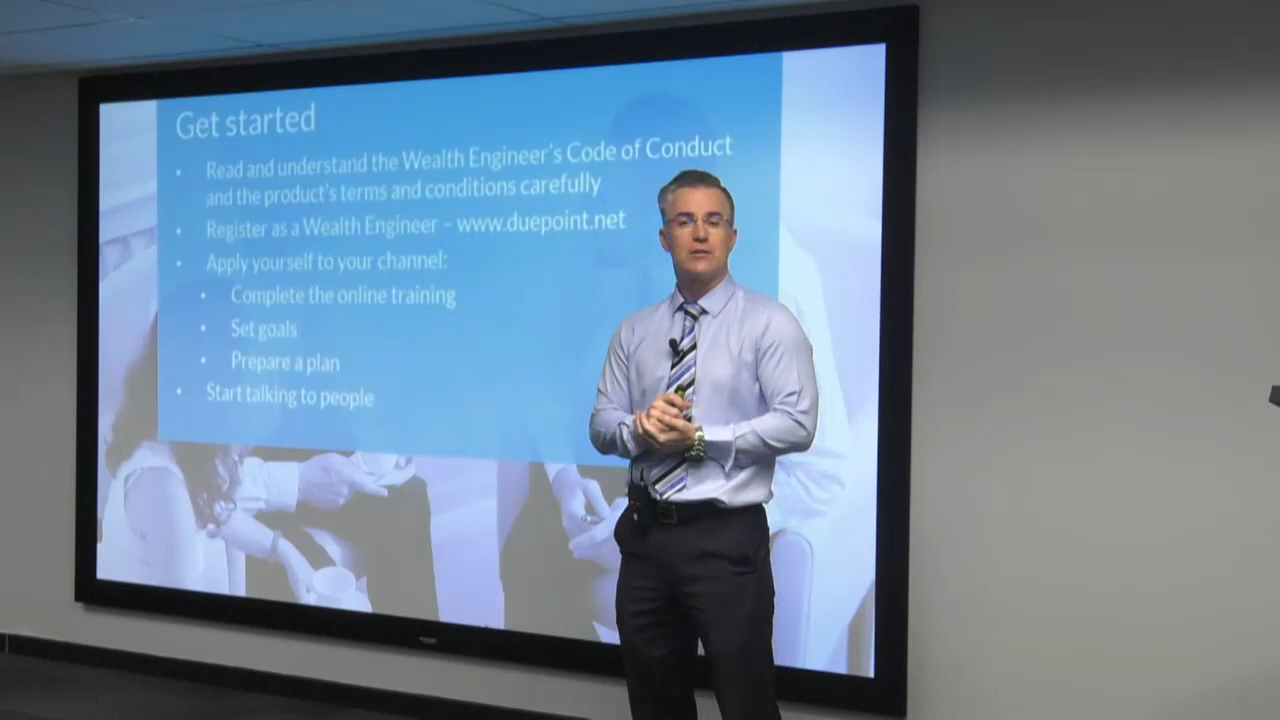 Get started
• Read and understand the Wealth Engineer's Code of Conduct
and the product's terms and conditions carefully
• Register as a Wealth Engineer – www.duepoint.net
• Apply yourself to your channel:
• Complete the online training
• Set goals
• Prepare a plan
• Start talking to people